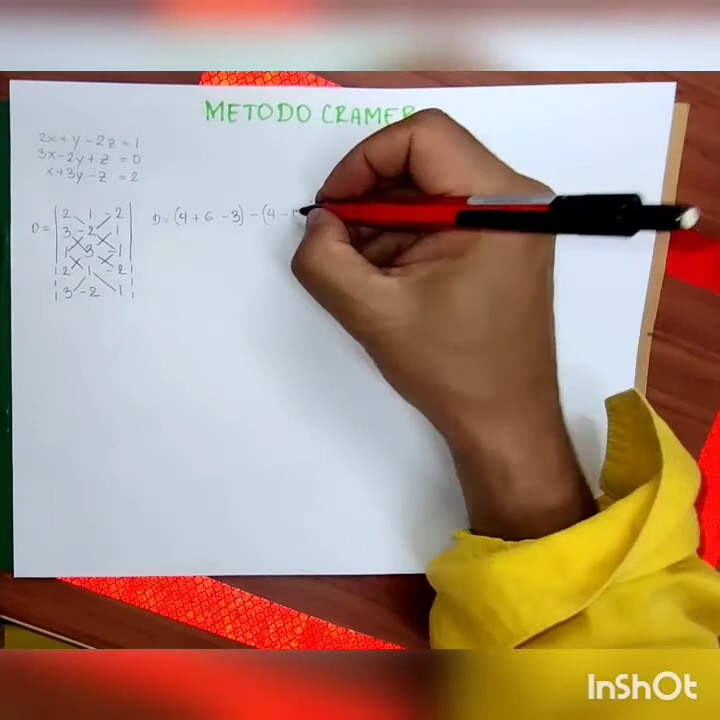 METODO CRAMER
2x+y-2z=1
3x-2y+z=0
x+3y-z=2
D= | 2 1 -2 |
| 3 -2 1 |
| 1 3 -1 |
| 2 1 -2 |
| 3 -2 1 |
D=(4+6-3)-(4-
InShOt